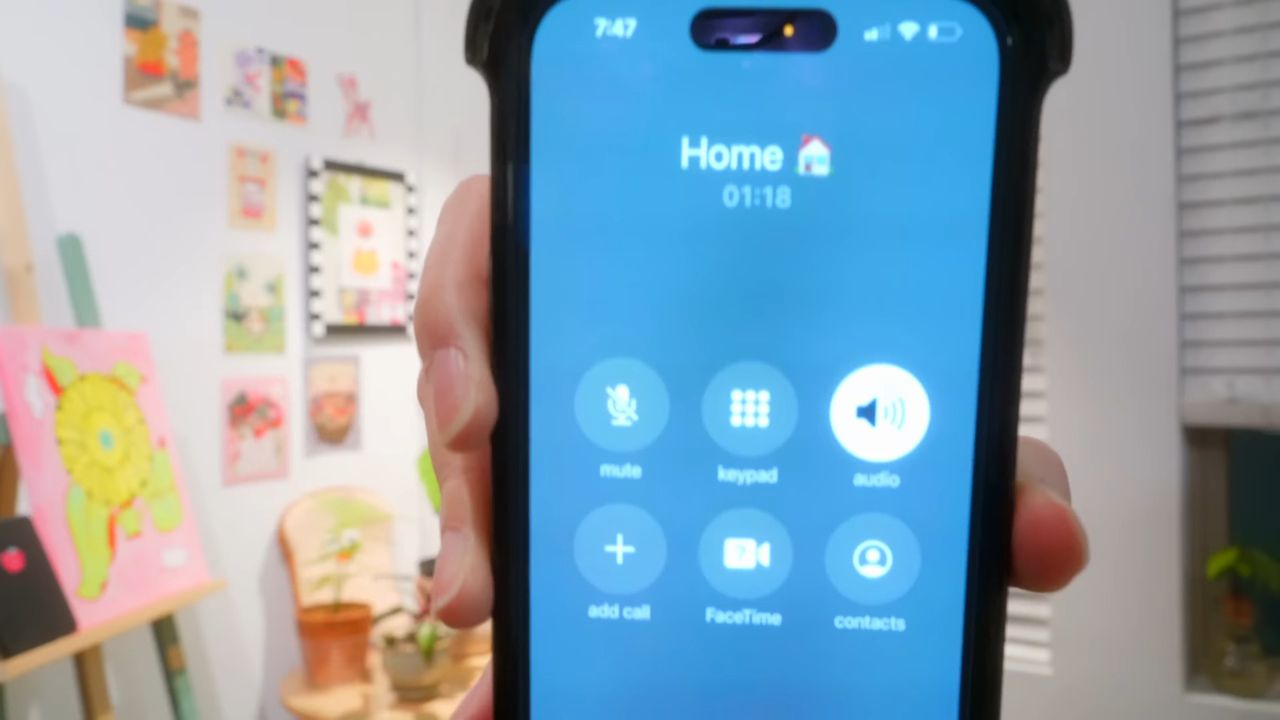 7:47
Home 🏠
01:18
mute keypad audio
add call FaceTime contacts